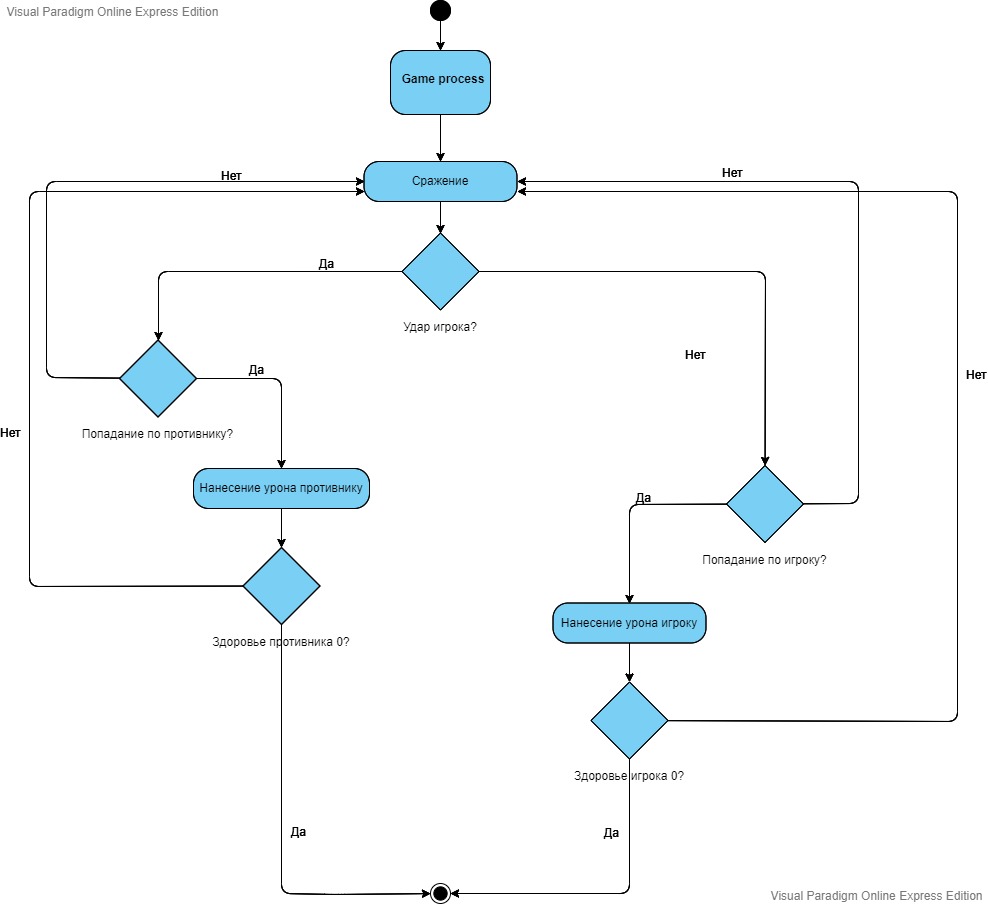 Visual Paradigm Online Express Edition
Game process
Нет
Нет
Сражение
Да
Удар игрока?
Нет
Да
Нет
Попадание по противнику?
Нет
Нанесение урона противнику
Да
Попадание по игроку?
Нанесение урона игроку
Здоровье противника 0?
Здоровье игрока 0?
Да
Да
Visual Paradigm Online Express Edition